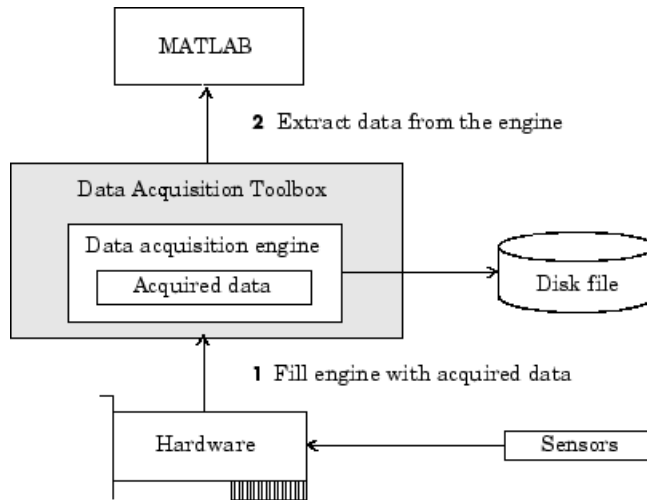 MATLAB
2 Extract data from the engine
Data Acquisition Toolbox
Data acquisition engine
Acquired data
Disk file
1 Fill engine with acquired data
Hardware
Sensors